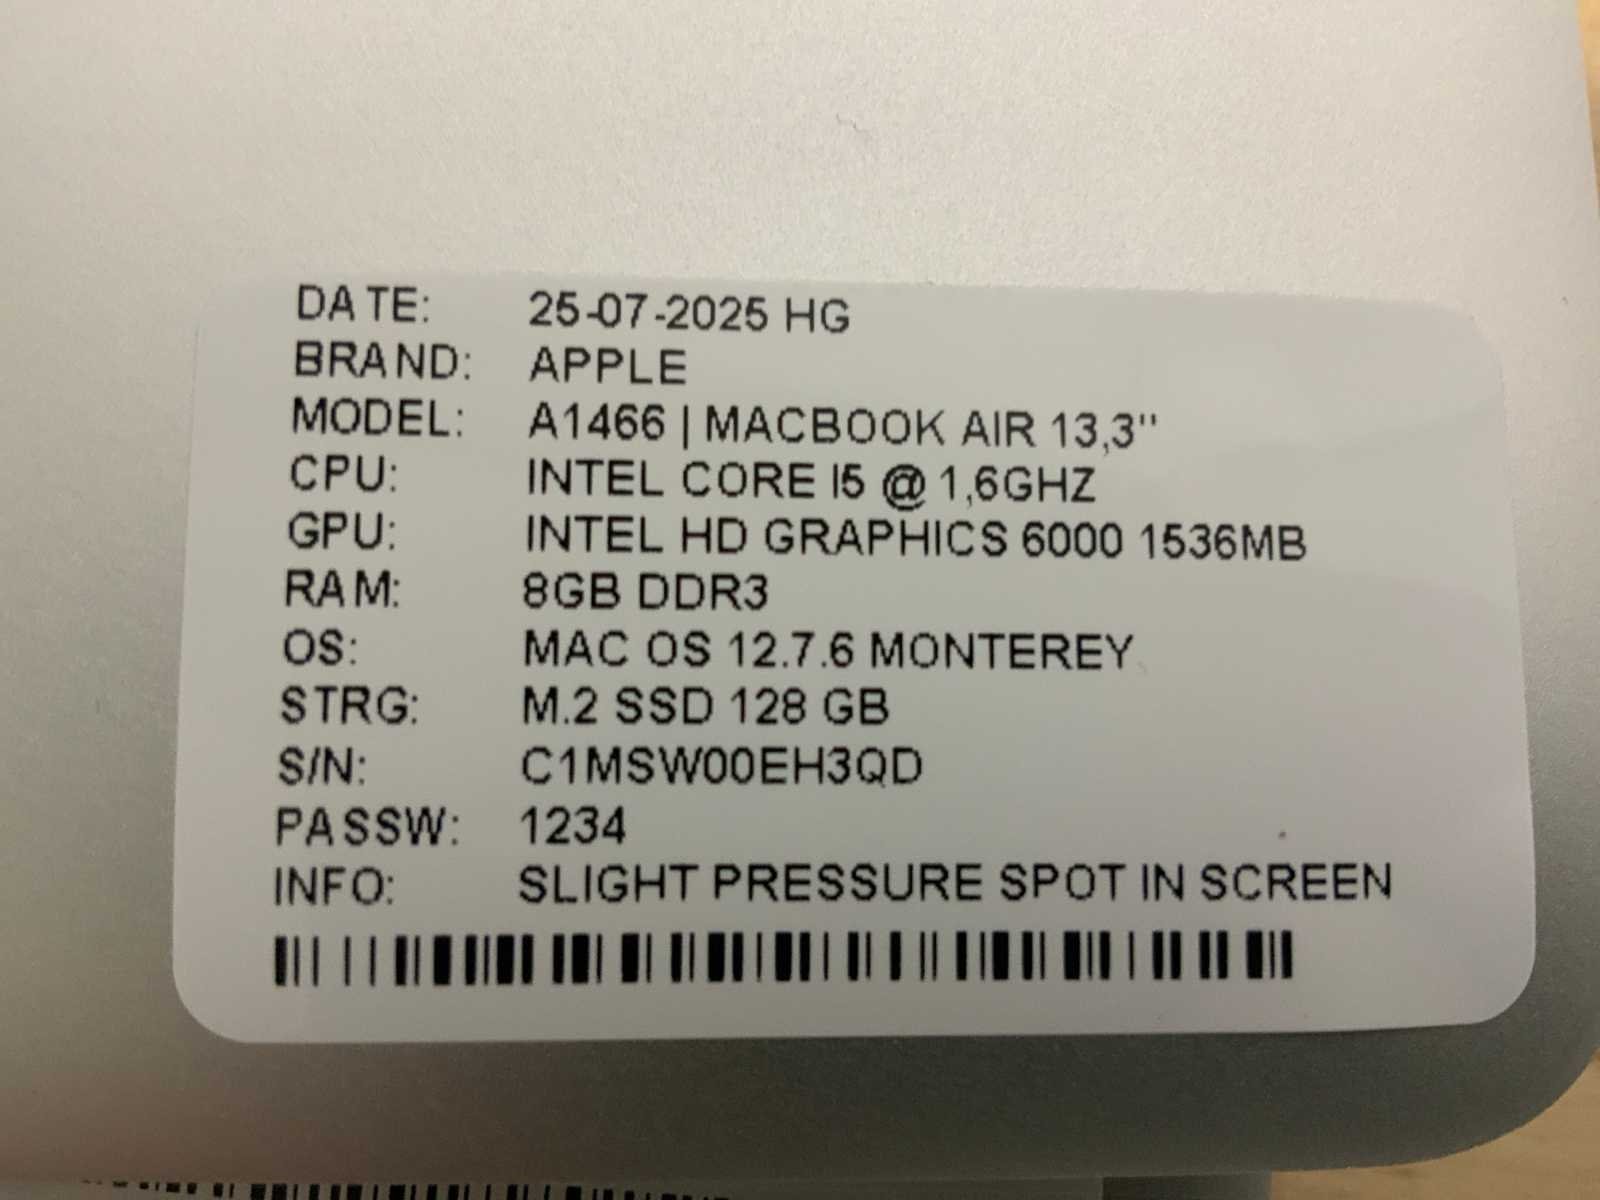 DATE: 25-07-2025 HG
BRAND: APPLE
MODEL: A1466 | MACBOOK AIR 13,3"
CPU: INTEL CORE I5 @ 1,6GHZ
GPU: INTEL HD GRAPHICS 6000 1536MB
RAM: 8GB DDR3
OS: MAC OS 12.7.6 MONTEREY
STRG: M.2 SSD 128 GB
S/N: C1MSW00EH3QD
PASSW: 1234
INFO: SLIGHT PRESSURE SPOT IN SCREEN